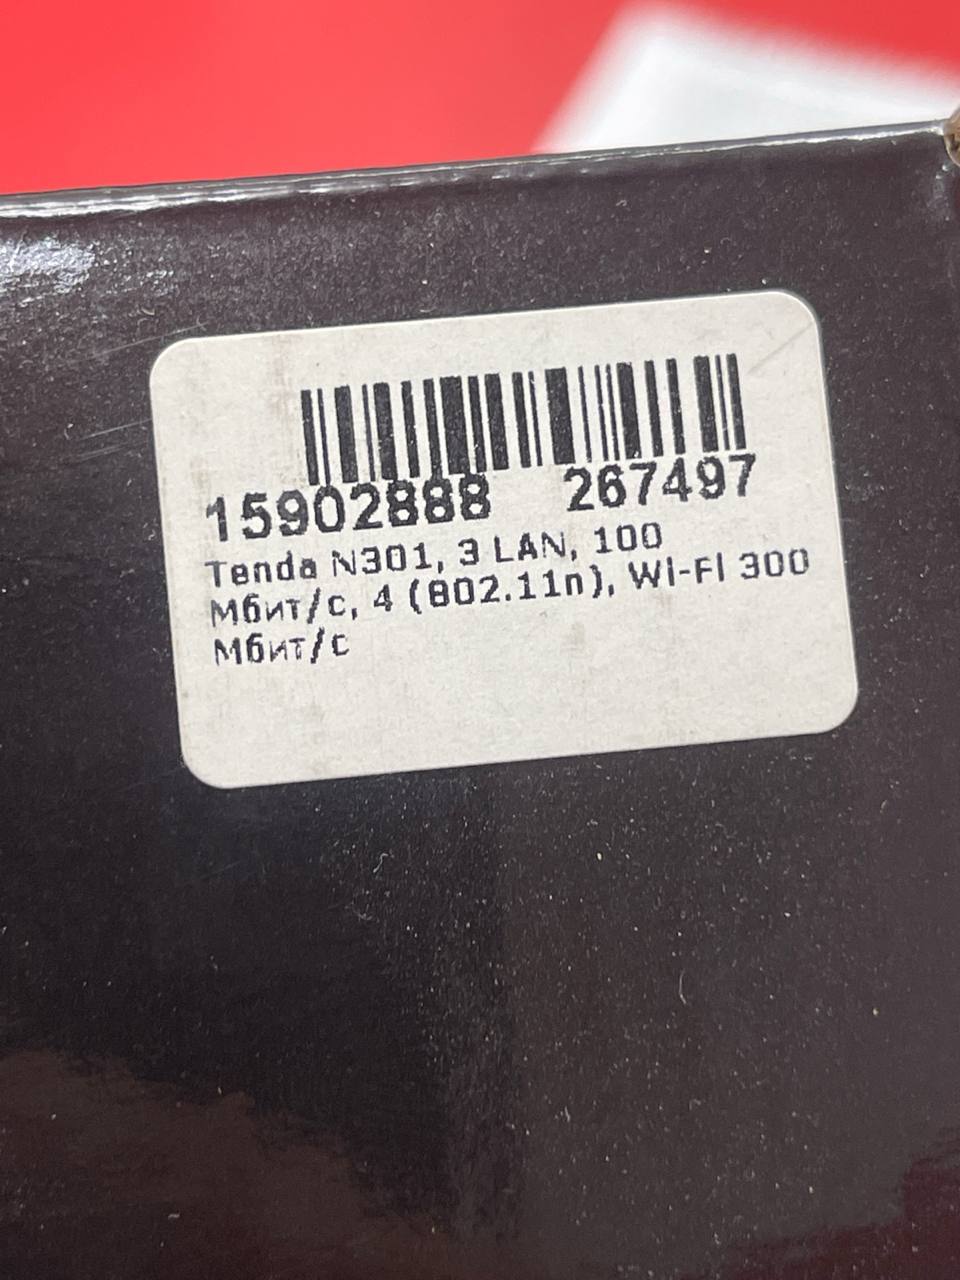 15902888 267497
Tenda N301, 3 LAN, 100
Мбит/с, 4 (802.11n), Wi-Fi 300
Мбит/с